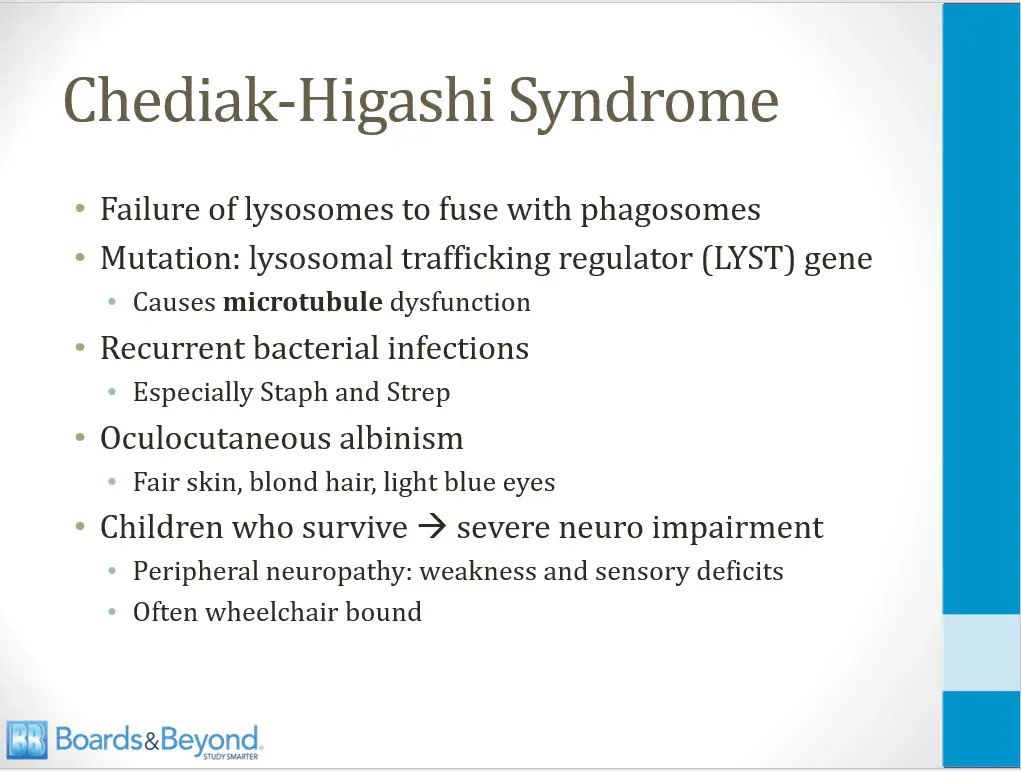 Chediak-Higashi Syndrome
• Failure of lysosomes to fuse with phagosomes
• Mutation: lysosomal trafficking regulator (LYST) gene
• Causes microtubule dysfunction
• Recurrent bacterial infections
• Especially Staph and Strep
• Oculocutaneous albinism
• Fair skin, blond hair, light blue eyes
• Children who survive → severe neuro impairment
• Peripheral neuropathy: weakness and sensory deficits
• Often wheelchair bound
BB Boards&Beyond.
STUDY SMARTER